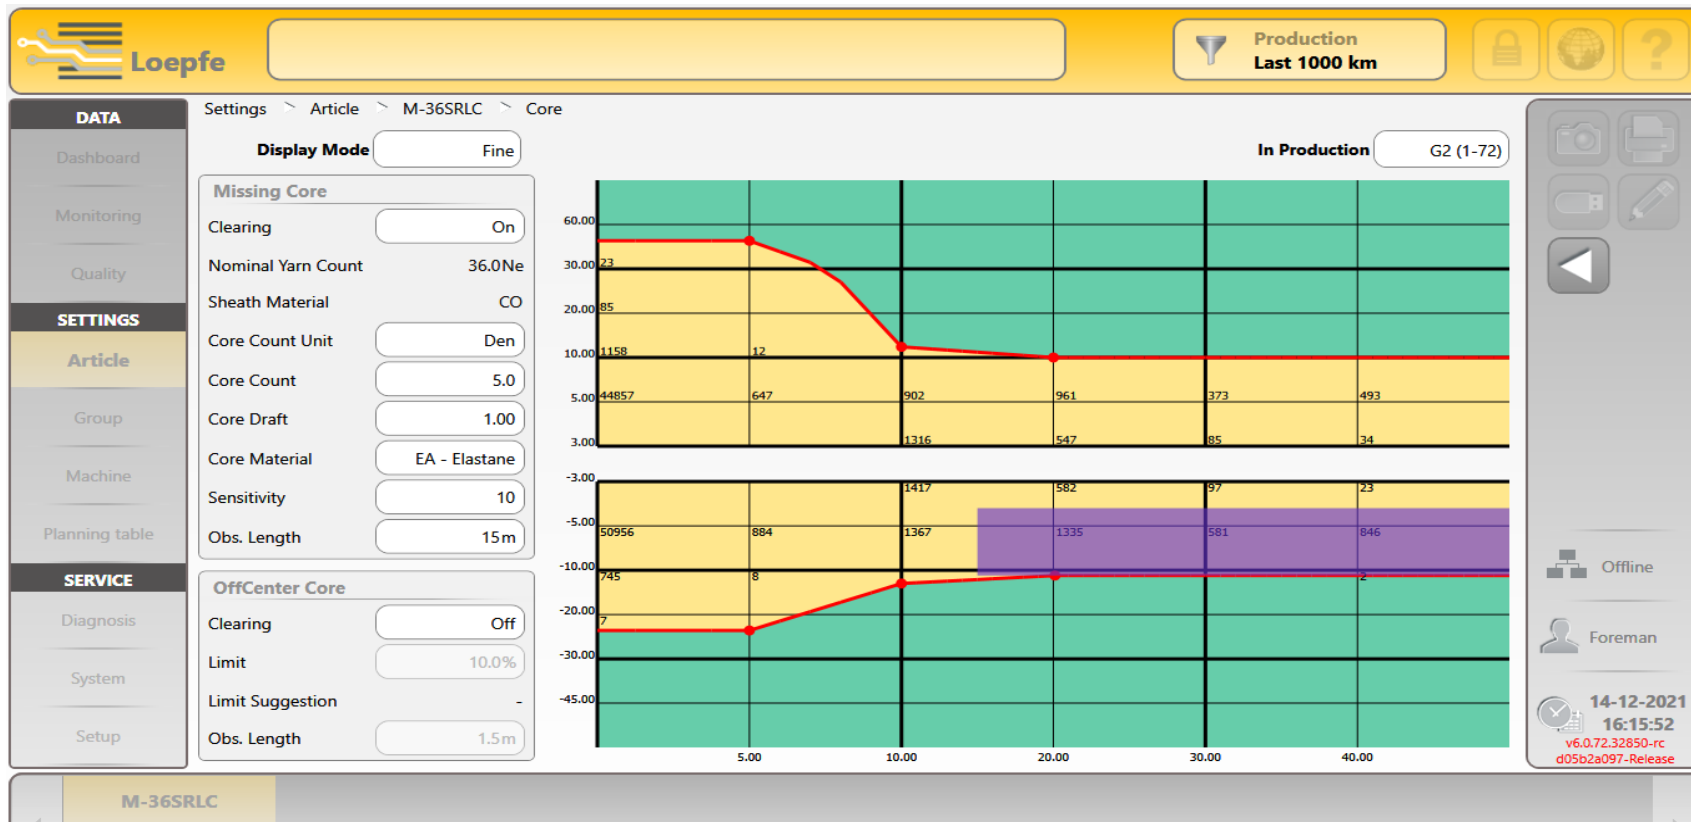 Loepfe
Production
Last 1000 km
?
DATA
Dashboard
Monitoring
Quality
SETTINGS
Article
Group
Machine
Planning table
SERVICE
Diagnosis
System
Setup
Settings > Article > M-36SRLC > Core
Display Mode Fine
In Production G2 (1-72)
Missing Core
Clearing On
Nominal Yarn Count 36.0Ne
Sheath Material CO
Core Count Unit Den
Core Count 5.0
Core Draft 1.00
Core Material EA - Elastane
Sensitivity 10
Obs. Length 15m
OffCenter Core
Clearing Off
Limit 10.0%
Limit Suggestion -
Obs. Length 1.5m
60.00
30.00 23
20.00 85
10.00 1158 12
5.00 44857 647 902 961 373 493
3.00 1316 547 85 34
-3.00 1417 582 97 23
-5.00 50956 884 1367 1335 581 846
-10.00 745 8 2
-20.00 7
-30.00
-45.00
5.00 10.00 20.00 30.00 40.00
Offline
Foreman
14-12-2021
16:15:52
v6.0.72.32850-rc
d05b2a097-Release
M-36SRLC